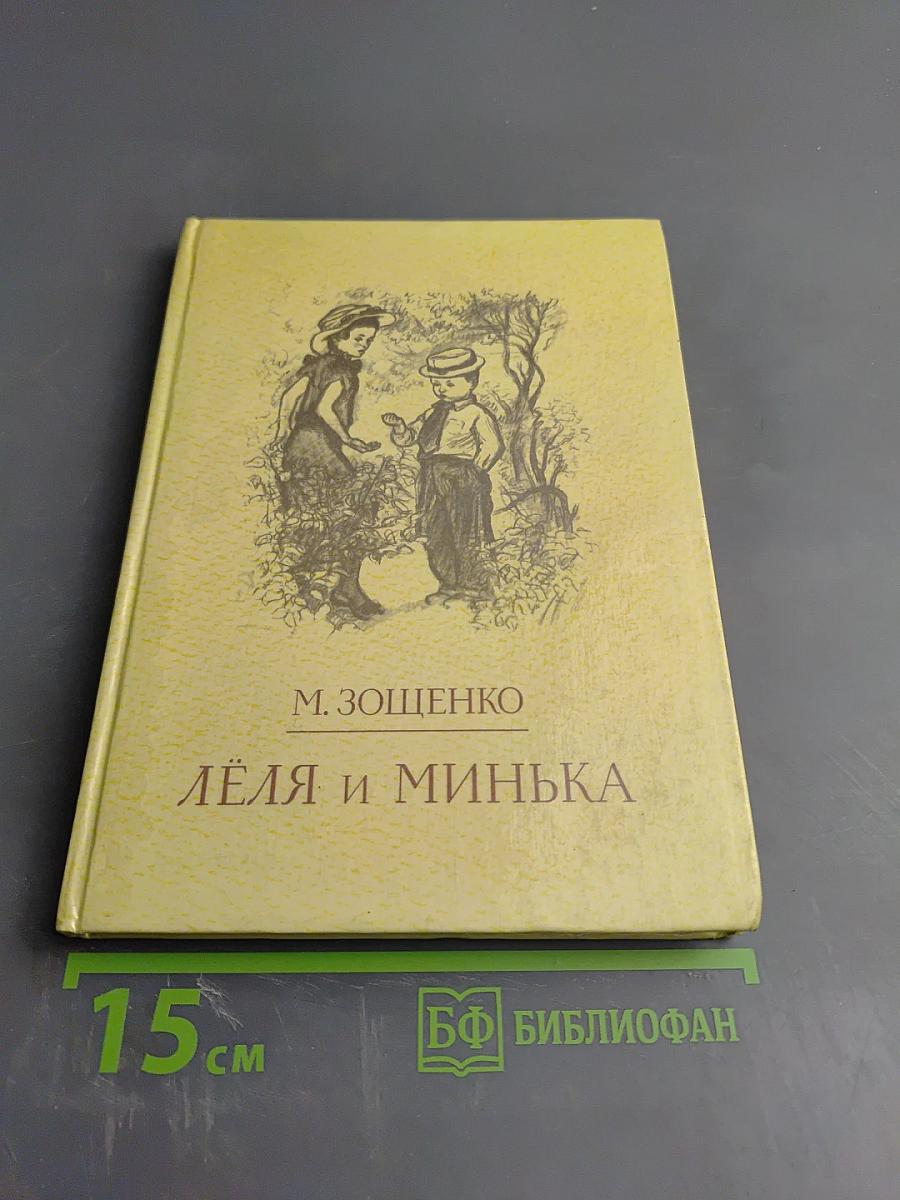 М. ЗОЩЕНКО
ЛЁЛЯ И МИНЬКА
15 см
БФ БИБЛИОФАН